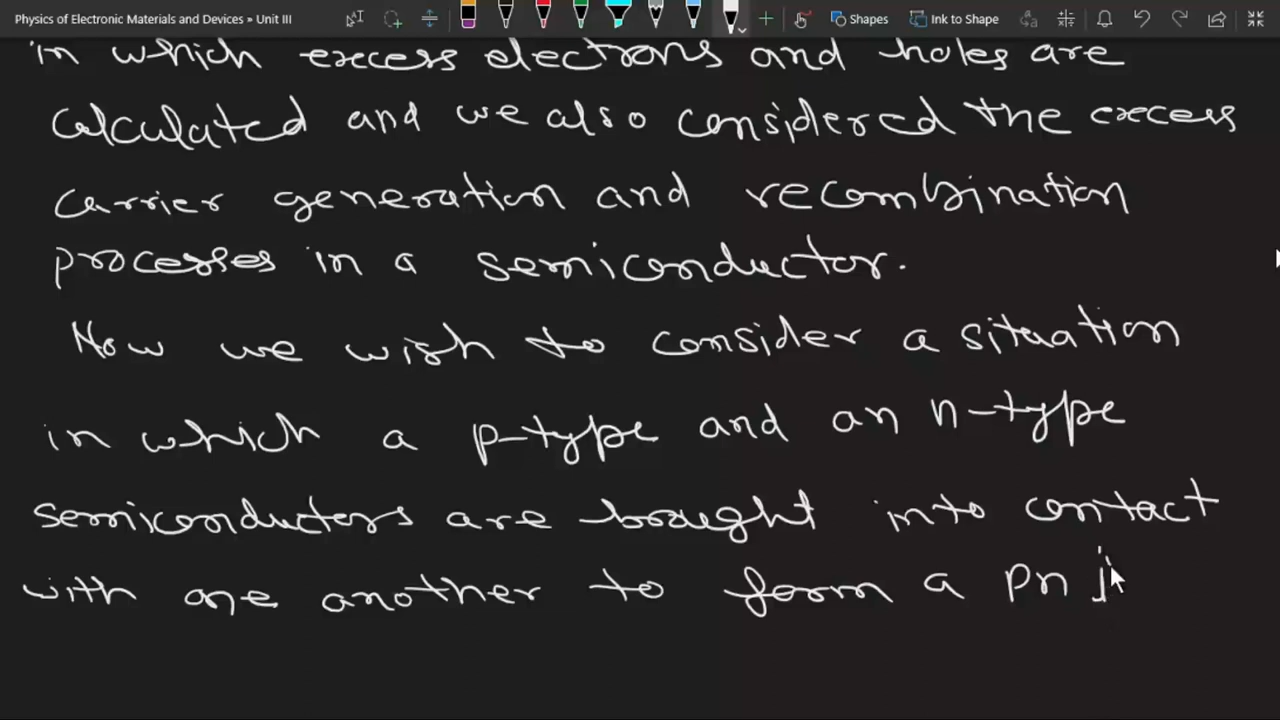 Physics of Electronic Materials and Devices » Unit III
Shapes
Ink to Shape
in which excess electrons and holes are
calculated and we also considered the excess
carrier generation and recombination
processes in a semiconductor.
Now we wish to consider a situation
in which a p-type and an n-type
semiconductors are brought into contact
with one another to form a pn j